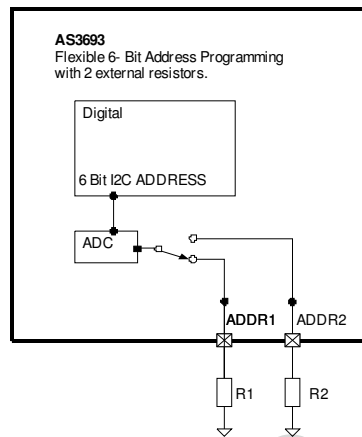 AS3693
Flexible 6- Bit Address Programming
with 2 external resistors.
Digital
6 Bit I2C ADDRESS
ADC
ADDR1 ADDR2
R1 R2